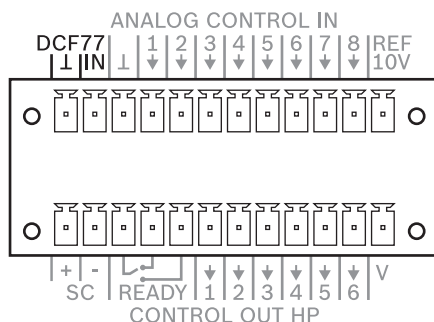 ANALOG CONTROL IN
DCF77 1 2 3 4 5 6 7 8 REF
⊥ IN ⊥ 10V
+ - 1 2 3 4 5 6 V
SC READY
CONTROL OUT HP